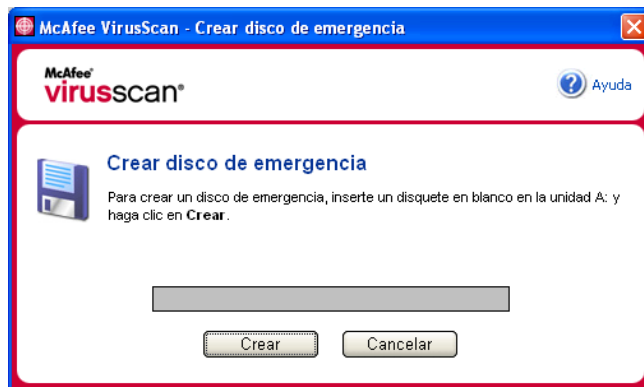 McAfee VirusScan - Crear disco de emergencia
McAfee®
virusscan®
? Ayuda
Crear disco de emergencia
Para crear un disco de emergencia, inserte un disquete en blanco en la unidad A: y
haga clic en Crear.
Crear
Cancelar